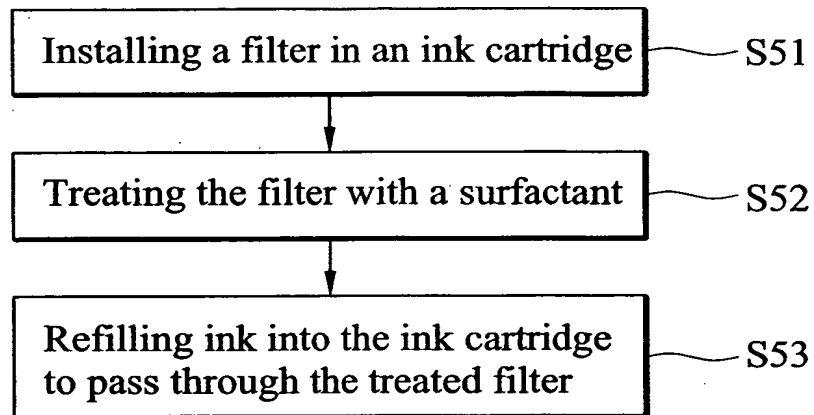 Installing a filter in an ink cartridge
S51
Treating the filter with a surfactant
S52
Refilling ink into the ink cartridge
to pass through the treated filter
S53